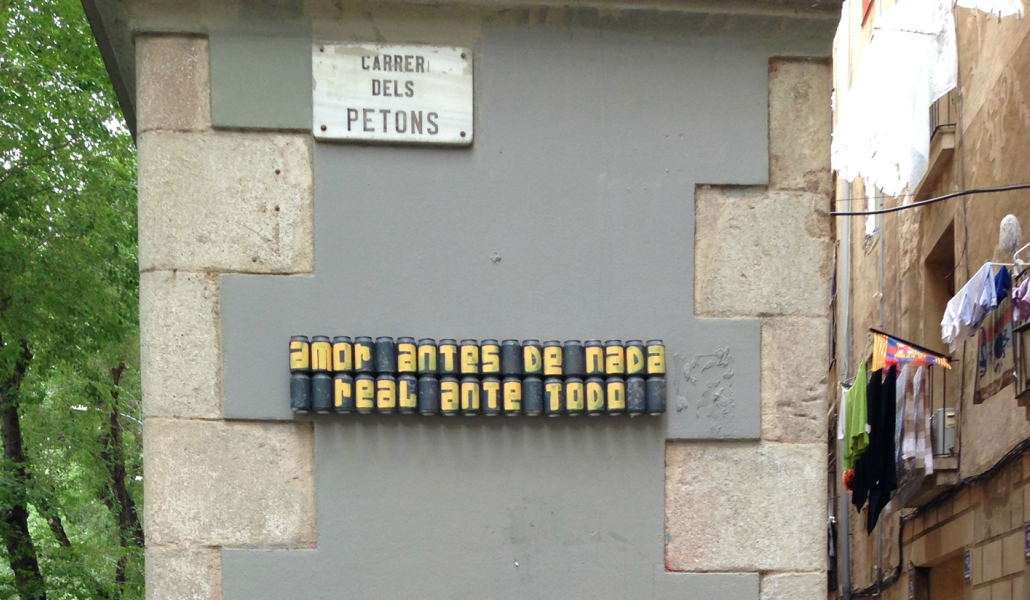 CARRER
DELS
PETONS
amor antes de nada
real ante todo